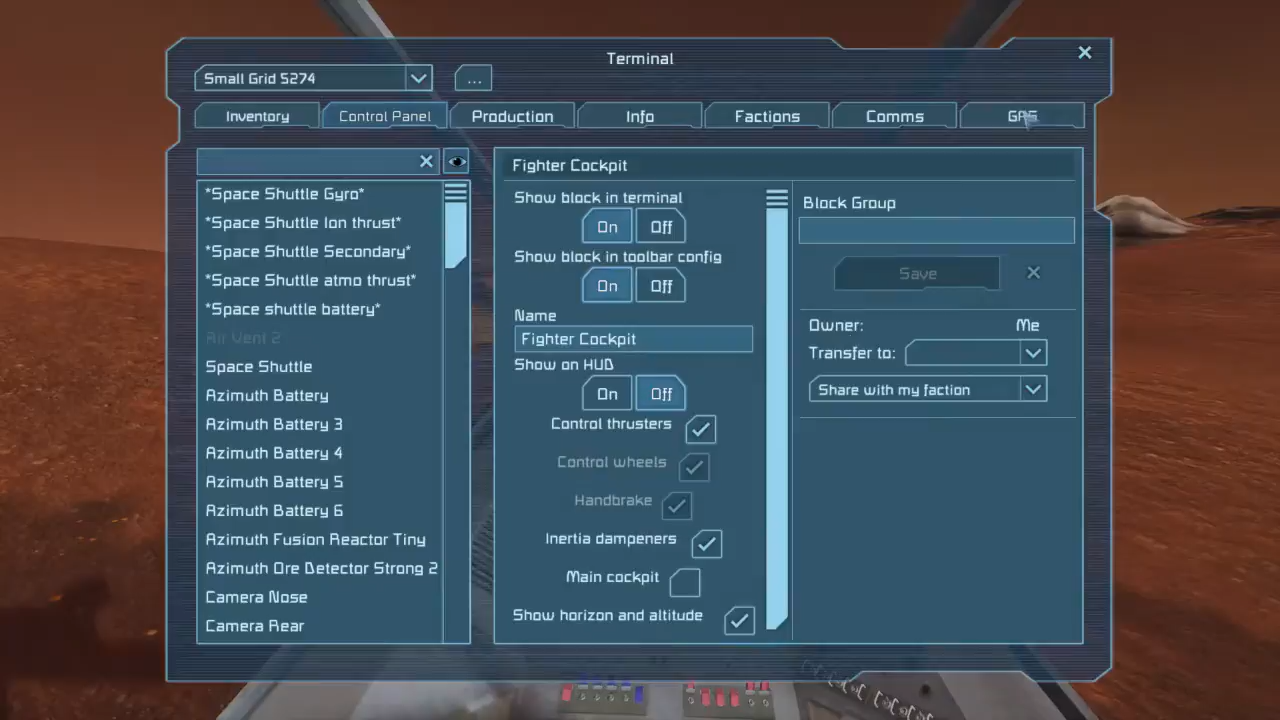 Terminal
Small Grid 5274
...
Inventory
Control Panel
Production
Info
Factions
Comms
GPS
*Space Shuttle Gyro*
*Space Shuttle Ion thrust*
*Space Shuttle Secondary*
*Space Shuttle atmo thrust*
*Space shuttle battery*
Air Vent 2
Space Shuttle
Azimuth Battery
Azimuth Battery 3
Azimuth Battery 4
Azimuth Battery 5
Azimuth Battery 6
Azimuth Fusion Reactor Tiny
Azimuth Ore Detector Strong 2
Camera Nose
Camera Rear
Fighter Cockpit
Show block in terminal
On Off
Show block in toolbar config
On Off
Name
Fighter Cockpit
Show on HUD
On Off
Control thrusters
Control wheels
Handbrake
Inertia dampeners
Main cockpit
Show horizon and altitude
Block Group
Save
Owner: Me
Transfer to:
Share with my faction